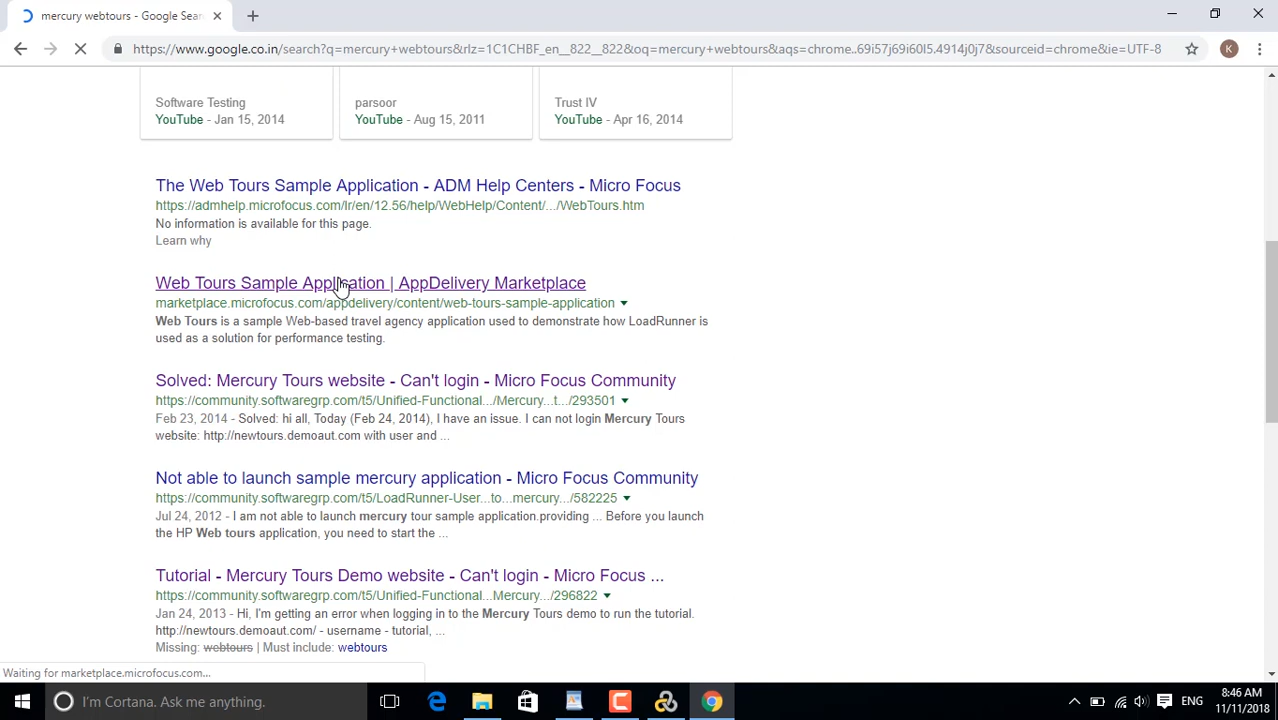 mercury webtours - Google Sear
https://www.google.co.in/search?q=mercury+webtours&rlz=1C1CHBF_en__822__822&oq=mercury+webtours&aqs=chrome..69i57j69i60l5.4914j0j7&sourceid=chrome&ie=UTF-8
K
Software Testing
YouTube - Jan 15, 2014
parsoor
YouTube - Aug 15, 2011
Trust IV
YouTube - Apr 16, 2014
The Web Tours Sample Application - ADM Help Centers - Micro Focus
https://admhelp.microfocus.com/lr/en/12.56/help/WebHelp/Content/.../WebTours.htm
No information is available for this page.
Learn why
Web Tours Sample Application | AppDelivery Marketplace
marketplace.microfocus.com/appdelivery/content/web-tours-sample-application
Web Tours is a sample Web-based travel agency application used to demonstrate how LoadRunner is
used as a solution for performance testing.
Solved: Mercury Tours website - Can't login - Micro Focus Community
https://community.softwaregrp.com/t5/Unified-Functional.../Mercury...t.../293501
Feb 23, 2014 - Solved: hi all, Today (Feb 24, 2014), I have an issue. I can not login Mercury Tours
website: http://newtours.demoaut.com with user and ...
Not able to launch sample mercury application - Micro Focus Community
https://community.softwaregrp.com/t5/LoadRunner-User...to...mercury.../582225
Jul 24, 2012 - I am not able to launch mercury tour sample application.providing ... Before you launch
the HP Web tours application, you need to start the ...
Tutorial - Mercury Tours Demo website - Can't login - Micro Focus ...
https://community.softwaregrp.com/t5/Unified-Functional...Mercury.../296822
Jan 24, 2013 - Hi, I'm getting an error when logging in to the Mercury Tours demo to run the tutorial.
http://newtours.demoaut.com/ - username - tutorial, ...
Missing: webtours | Must include: webtours
Waiting for marketplace.microfocus.com...
I'm Cortana. Ask me anything.
ENG
8:46 AM
11/11/2018